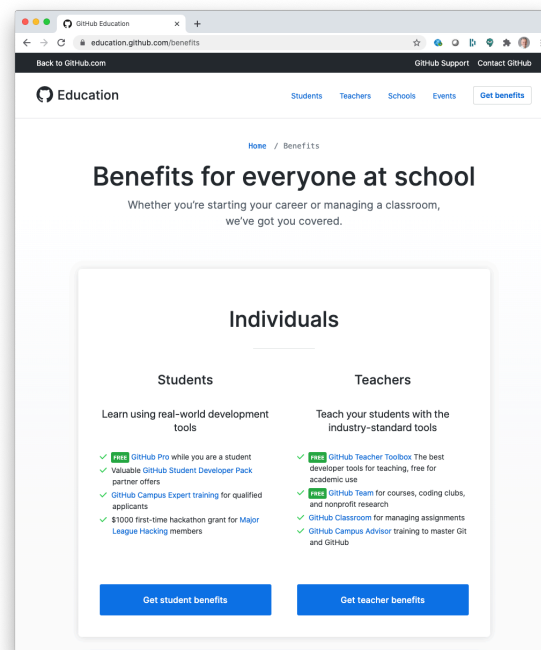 GitHub Education
education.github.com/benefits
Back to GitHub.com
GitHub Support Contact GitHub
Education
Students Teachers Schools Events Get benefits
Home / Benefits
Benefits for everyone at school
Whether you're starting your career or managing a classroom,
we've got you covered.
Individuals
Students
Learn using real-world development
tools
FREE GitHub Pro while you are a student
Valuable GitHub Student Developer Pack
partner offers
GitHub Campus Expert training for qualified
applicants
$1000 first-time hackathon grant for Major
League Hacking members
Get student benefits
Teachers
Teach your students with the
industry-standard tools
FREE GitHub Teacher Toolbox The best
developer tools for teaching, free for
academic use
FREE GitHub Team for courses, coding clubs,
and nonprofit research
GitHub Classroom for managing assignments
GitHub Campus Advisor training to master Git
and GitHub
Get teacher benefits